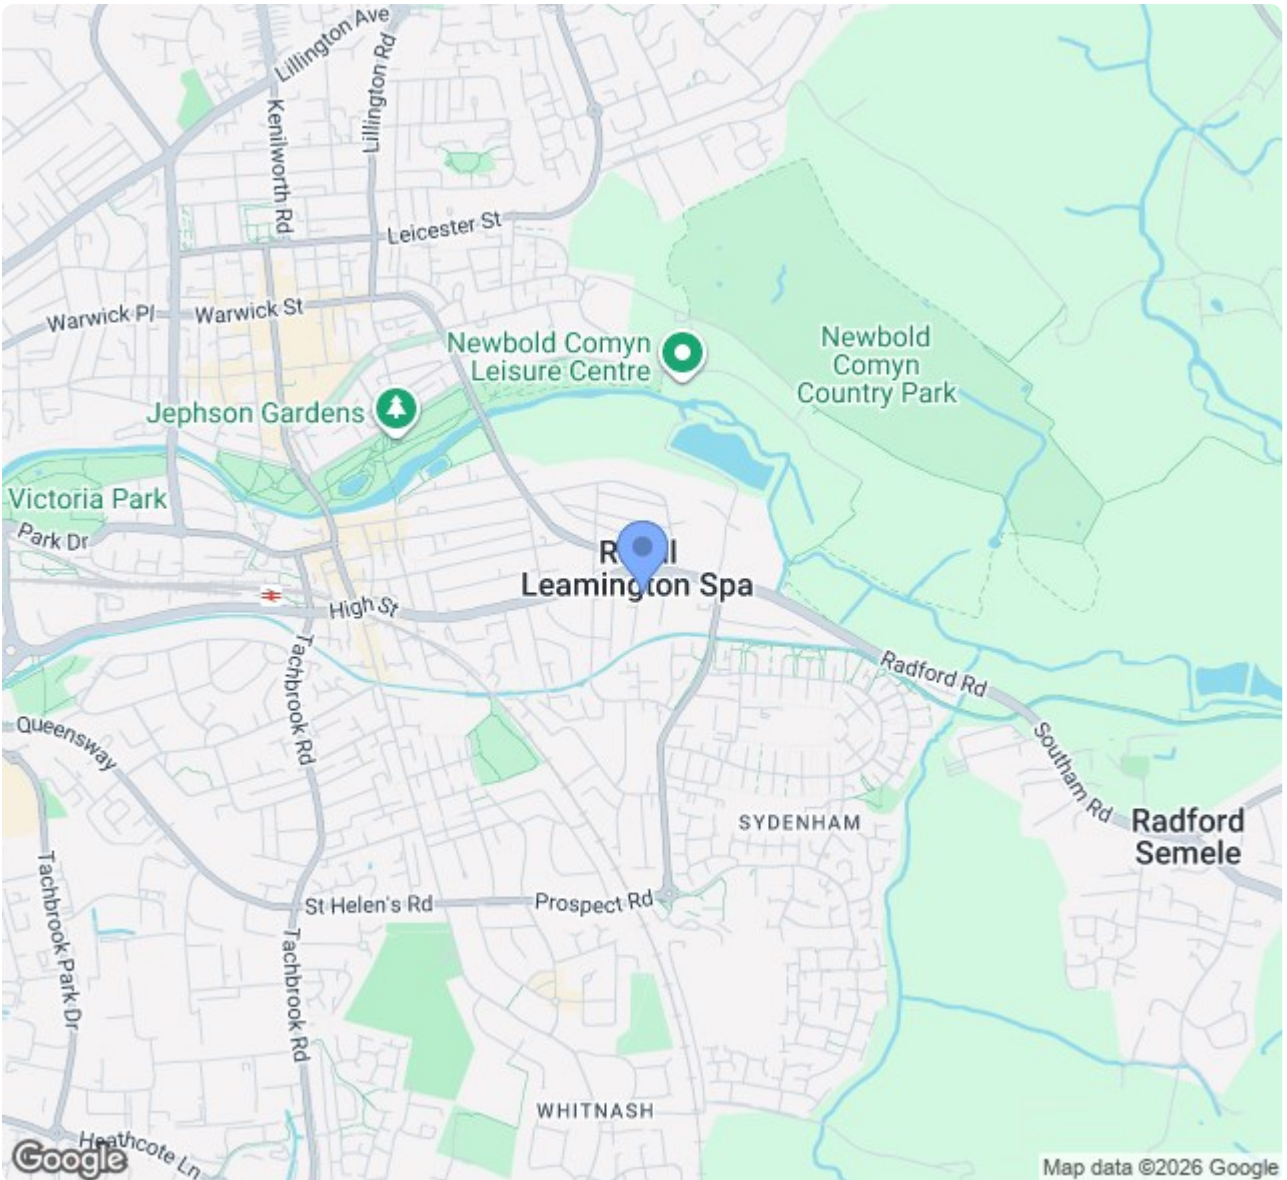 Lillington Ave
Lillington Rd
Kenilworth Rd
Leicester St
Warwick Pl
Warwick St
Newbold Comyn
Leisure Centre
Newbold
Comyn
Country Park
Jephson Gardens
Victoria Park
Park Dr
Leamington Spa
High St
Tachbrook Rd
Radford Rd
Queensway
Southam Rd
SYDENHAM
Radford
Semele
Tachbrook Park Dr
St Helen's Rd
Prospect Rd
Tachbrook Rd
WHITNASH
Heathcote Ln
Google
Map data ©2026 Google